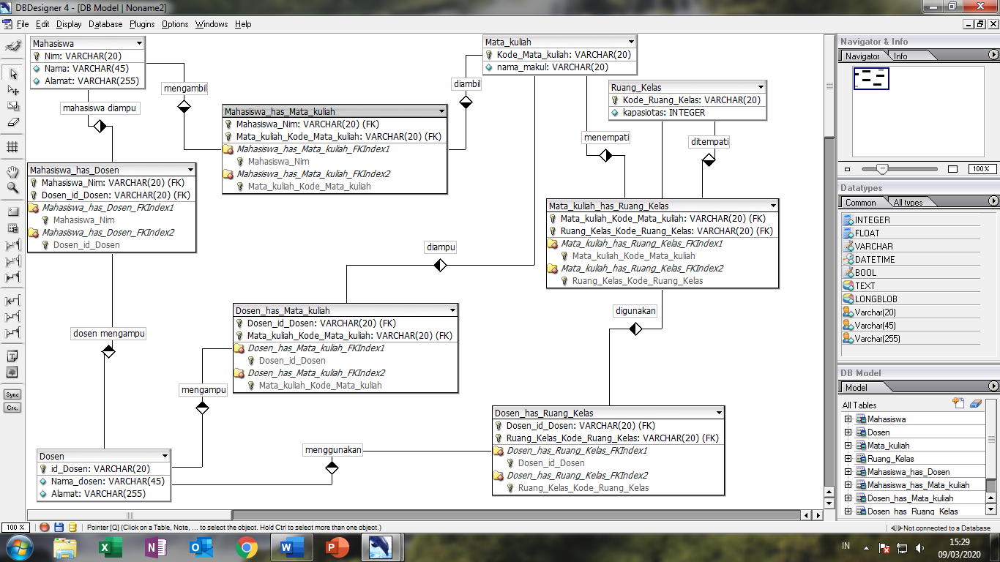 DBDesigner 4 - [DB Model | Noname2]
File Edit Display Database Plugins Options Windows Help
Mahasiswa
Nim: VARCHAR(20)
Nama: VARCHAR(45)
Alamat: VARCHAR(255)
mahasiswa diampu
mengambil
Mahasiswa_has_Mata_kuliah
Mahasiswa_Nim: VARCHAR(20) (FK)
Mata_kuliah_Kode_Mata_kuliah: VARCHAR(20) (FK)
Mahasiswa_has_Mata_kuliah_FKIndex1
Mahasiswa_Nim
Mahasiswa_has_Mata_kuliah_FKIndex2
Mata_kuliah_Kode_Mata_kuliah
diambil
Mata_kuliah
Kode_Mata_kuliah: VARCHAR(20)
nama_makul: VARCHAR(20)
Ruang_Kelas
Kode_Ruang_Kelas: VARCHAR(20)
kapasiotas: INTEGER
menempati
ditempati
Mahasiswa_has_Dosen
Mahasiswa_Nim: VARCHAR(20) (FK)
Dosen_id_Dosen: VARCHAR(20) (FK)
Mahasiswa_has_Dosen_FKIndex1
Mahasiswa_Nim
Mahasiswa_has_Dosen_FKIndex2
Dosen_id_Dosen
Mata_kuliah_has_Ruang_Kelas
Mata_kuliah_Kode_Mata_kuliah: VARCHAR(20) (FK)
Ruang_Kelas_Kode_Ruang_Kelas: VARCHAR(20) (FK)
Mata_kuliah_has_Ruang_Kelas_FKIndex1
Mata_kuliah_Kode_Mata_kuliah
Mata_kuliah_has_Ruang_Kelas_FKIndex2
Ruang_Kelas_Kode_Ruang_Kelas
diampu
Dosen_has_Mata_kuliah
Dosen_id_Dosen: VARCHAR(20) (FK)
Mata_kuliah_Kode_Mata_kuliah: VARCHAR(20) (FK)
Dosen_has_Mata_kuliah_FKIndex1
Dosen_id_Dosen
Dosen_has_Mata_kuliah_FKIndex2
Mata_kuliah_Kode_Mata_kuliah
digunakan
dosen mengampu
mengampu
Dosen_has_Ruang_Kelas
Dosen_id_Dosen: VARCHAR(20) (FK)
Ruang_Kelas_Kode_Ruang_Kelas: VARCHAR(20) (FK)
Dosen_has_Ruang_Kelas_FKIndex1
Dosen_id_Dosen
Dosen_has_Ruang_Kelas_FKIndex2
Ruang_Kelas_Kode_Ruang_Kelas
menggunakan
Dosen
id_Dosen: VARCHAR(20)
Nama_dosen: VARCHAR(45)
Alamat: VARCHAR(255)
Sync
Crc.
Navigator & Info
Navigator Info
100%
Datatypes
Common All types
INTEGER
FLOAT
VARCHAR
DATETIME
BOOL
TEXT
LONGBLOB
Varchar(20)
Varchar(45)
Varchar(255)
DB Model
Model
All Tables
Mahasiswa
Dosen
Mata_kuliah
Ruang_Kelas
Mahasiswa_has_Dosen
Mahasiswa_has_Mata_kuliah
Dosen_has_Mata_kuliah
Dosen_has_Ruang_Kelas
100 % Pointer [Q] (Click on a Table, Note, ... to select the object. Hold Ctrl to select more than one object.) Not connected to a Database
IN
15:29
09/03/2020